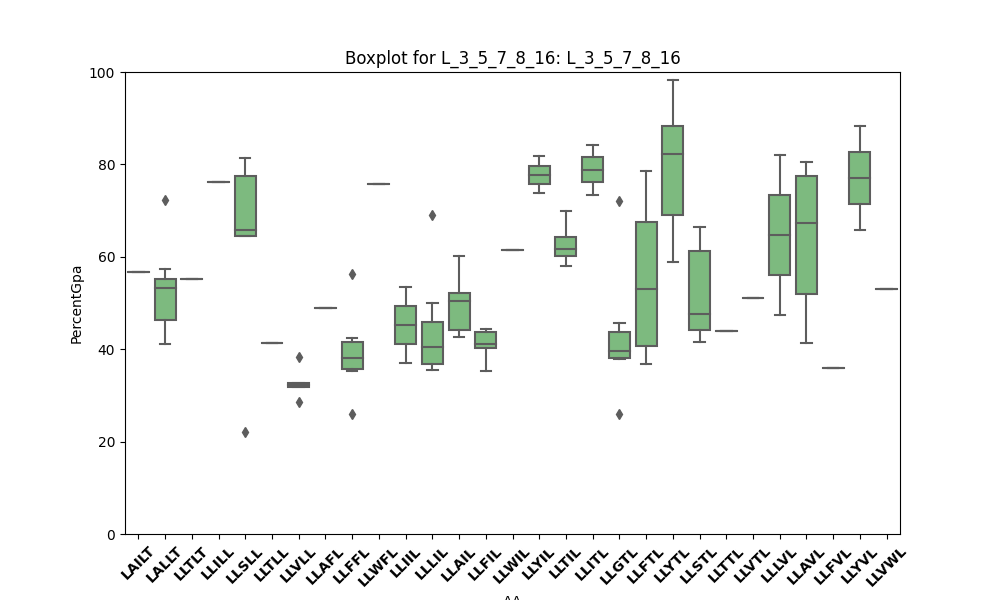 Boxplot for L_3_5_7_8_16: L_3_5_7_8_16
100
80
60
40
20
0
PercentGpa
LAILT LALLT LLTLT LLILL LLSLL LLTLL LLVLL LLAFL LLFFL LLWFL LLIIL LLLIL LLAIL LLFIL LLWIL LLYIL LLTIL LLITL LLGTL LLFTL LLYTL LLSTL LLTTL LLVTL LLLVL LLAVL LLFVL LLYVL LLVWL
AA